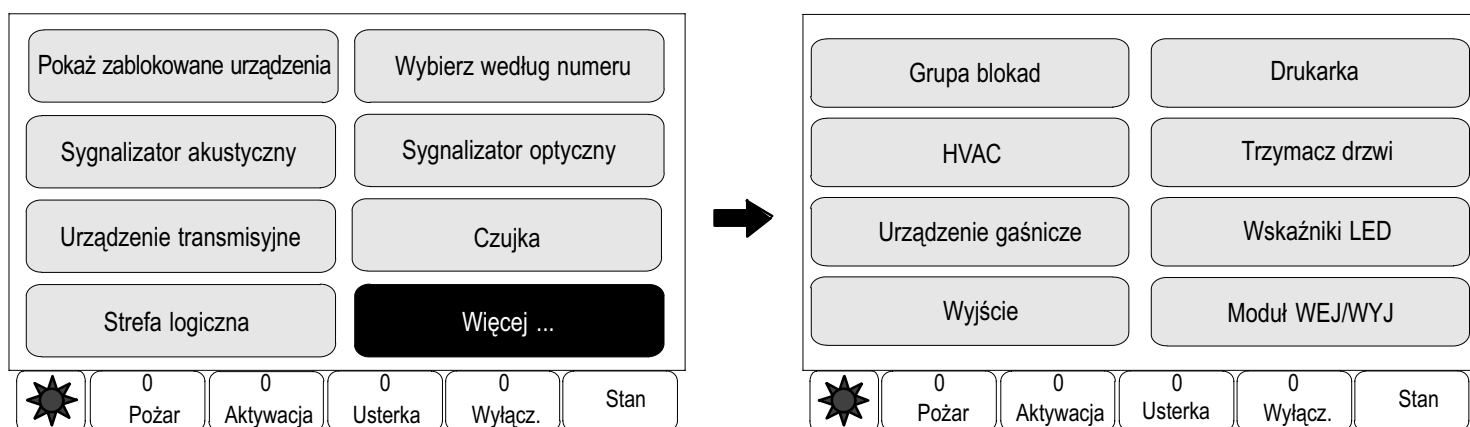 Pokaż zablokowane urządzenia
Wybierz według numeru
Sygnalizator akustyczny
Sygnalizator optyczny
Urządzenie transmisyjne
Czujka
Strefa logiczna
Więcej ...
0 Pożar
0 Aktywacja
0 Usterka
0 Wyłącz.
Stan
Grupa blokad
Drukarka
HVAC
Trzymacz drzwi
Urządzenie gaśnicze
Wskaźniki LED
Wyjście
Moduł WEJ/WYJ
0 Pożar
0 Aktywacja
0 Usterka
0 Wyłącz.
Stan